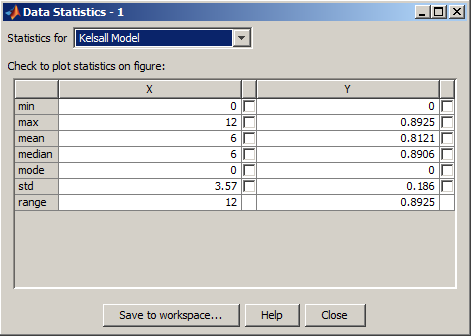 Data Statistics - 1
Statistics for Kelsall Model
Check to plot statistics on figure:
X Y
min 0 0
max 12 0.8925
mean 6 0.8121
median 6 0.8906
mode 0 0
std 3.57 0.186
range 12 0.8925
Save to workspace... Help Close